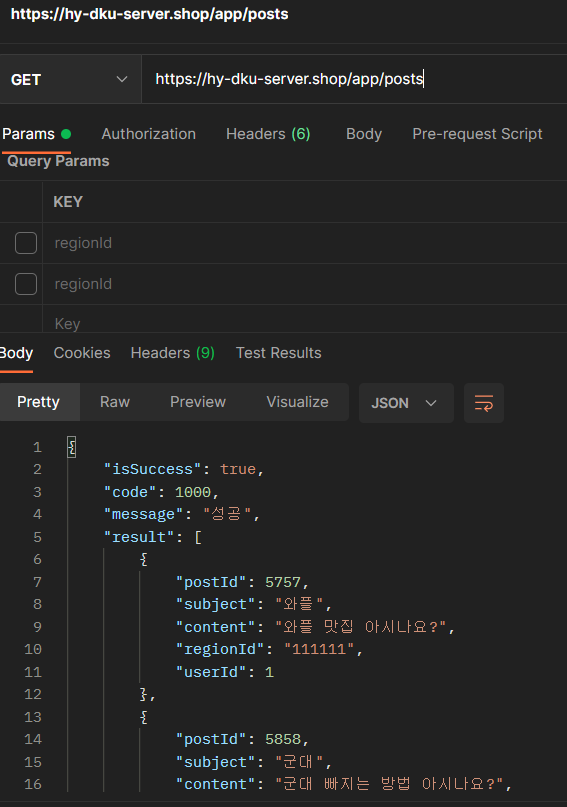 https://hy-dku-server.shop/app/posts
GET https://hy-dku-server.shop/app/posts
Params Authorization Headers (6) Body Pre-request Script
Query Params
KEY
regionId
regionId
Key
Body Cookies Headers (9) Test Results
Pretty Raw Preview Visualize JSON
1 {
2 "isSuccess": true,
3 "code": 1000,
4 "message": "성공",
5 "result": [
6 {
7 "postId": 5757,
8 "subject": "와플",
9 "content": "와플 맛집 아시나요?",
10 "regionId": "111111",
11 "userId": 1
12 },
13 {
14 "postId": 5858,
15 "subject": "군대",
16 "content": "군대 빠지는 방법 아시나요?",